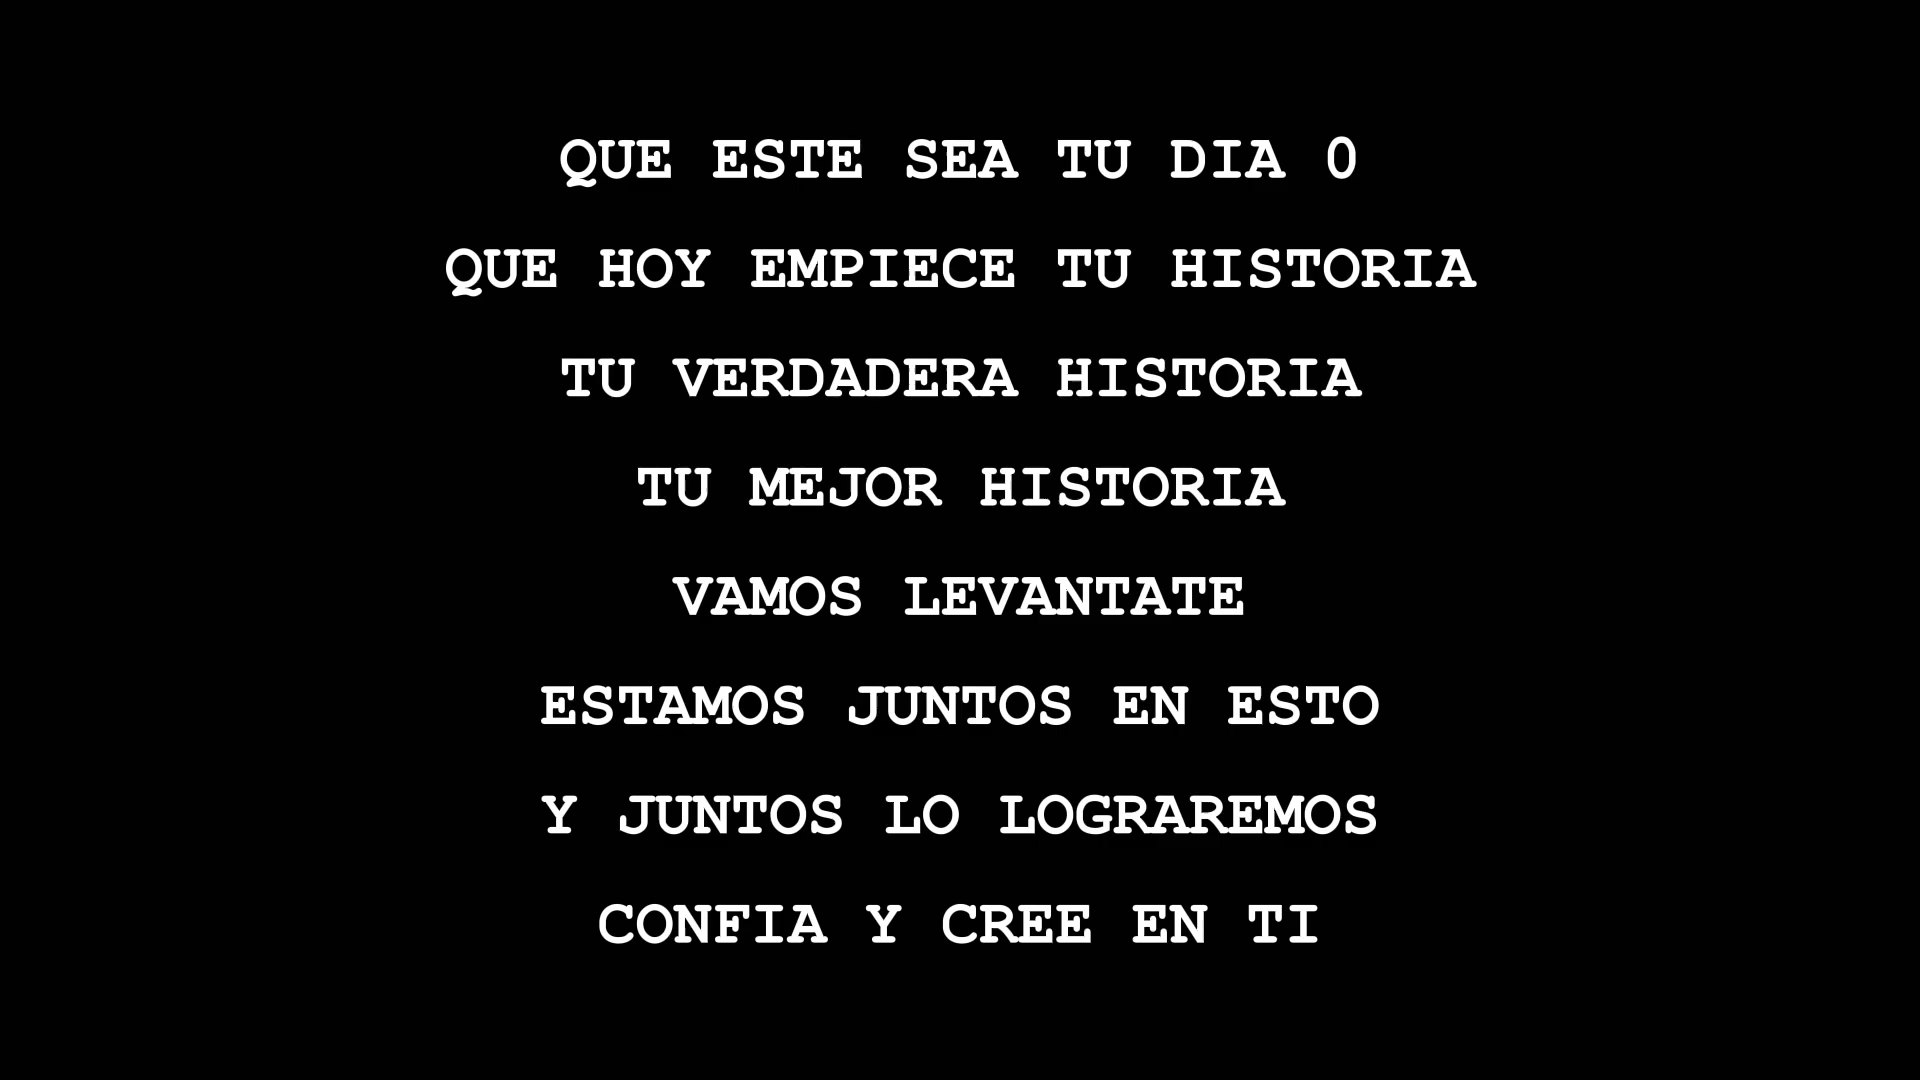 QUE ESTE SEA TU DIA 0
QUE HOY EMPIECE TU HISTORIA
TU VERDADERA HISTORIA
TU MEJOR HISTORIA
VAMOS LEVANTATE
ESTAMOS JUNTOS EN ESTO
Y JUNTOS LO LOGRAREMOS
CONFIA Y CREE EN TI